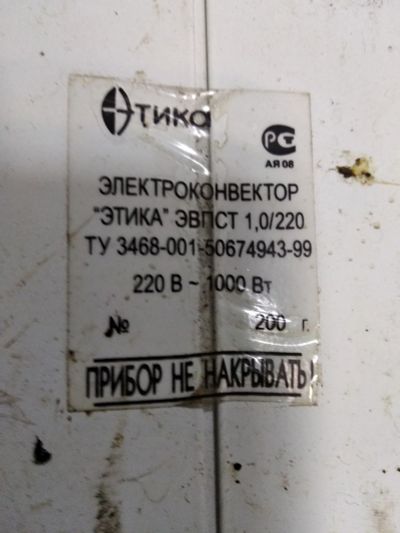 Этика
РСТ
АЯ 08
ЭЛЕКТРОКОНВЕКТОР
"ЭТИКА" ЭВПСТ 1,0/220
ТУ 3468-001-50674943-99
220 В ~ 1000 Вт
№ 200 г.
ПРИБОР НЕ НАКРЫВАТЬ!